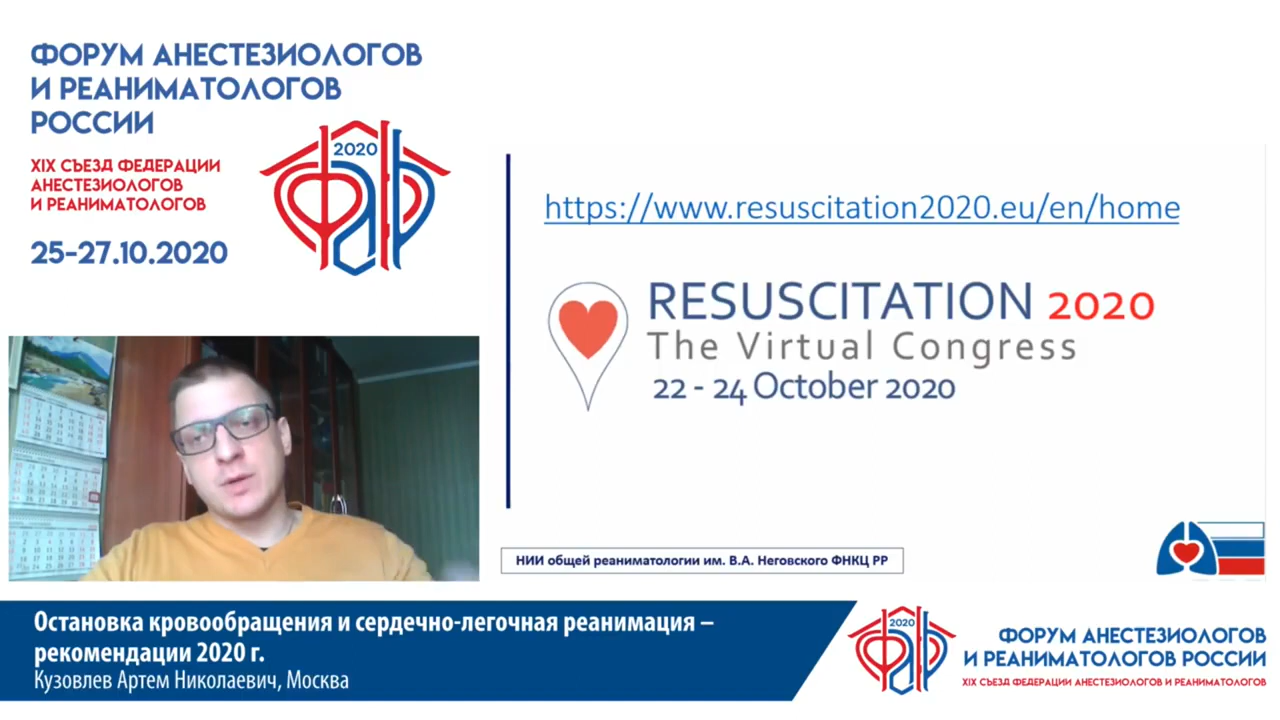 ФОРУМ АНЕСТЕЗИОЛОГОВ
И РЕАНИМАТОЛОГОВ
РОССИИ
XIX СЪЕЗД ФЕДЕРАЦИИ
АНЕСТЕЗИОЛОГОВ
И РЕАНИМАТОЛОГОВ
25-27.10.2020
2020
ФАР
https://www.resuscitation2020.eu/en/home
RESUSCITATION 2020
The Virtual Congress
22 - 24 October 2020
НИИ общей реаниматологии им. В.А. Неговского ФНКЦ РР
Остановка кровообращения и сердечно-легочная реанимация –
рекомендации 2020 г.
Кузовлев Артем Николаевич, Москва
2020
ФАР
ФОРУМ АНЕСТЕЗИОЛОГОВ
И РЕАНИМАТОЛОГОВ РОССИИ
XIX СЪЕЗД ФЕДЕРАЦИИ АНЕСТЕЗИОЛОГОВ И РЕАНИМАТОЛОГОВ